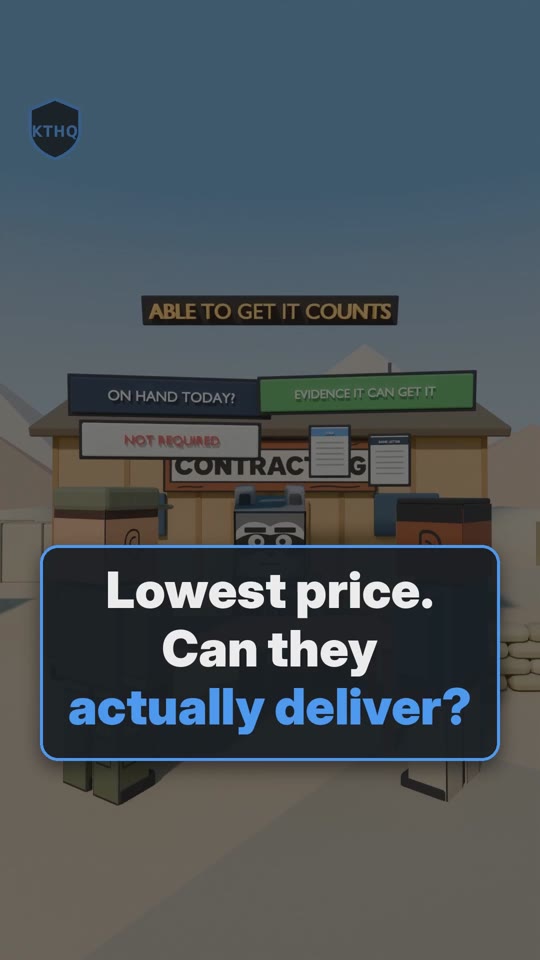 KTHQ
ABLE TO GET IT COUNTS
ON HAND TODAY?
EVIDENCE IT CAN GET IT
NOT REQUIRED
Lowest price.
Can they
actually deliver?